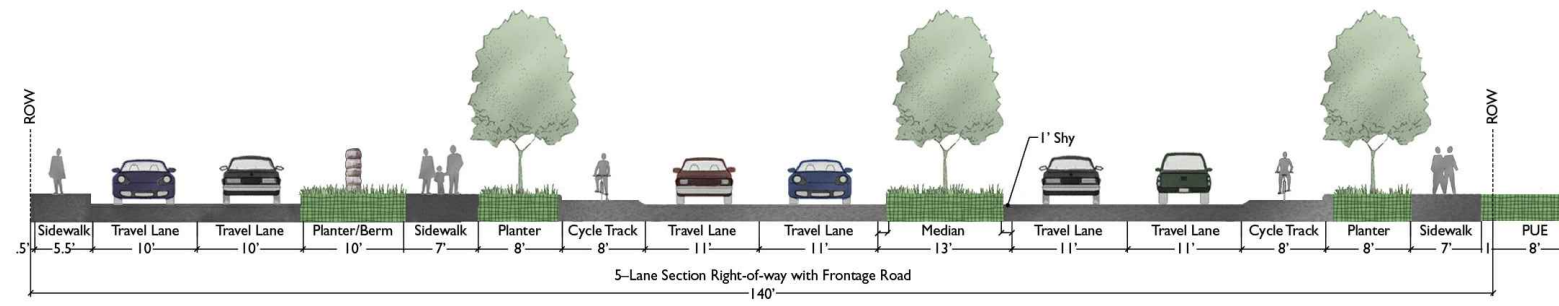 ROW
ROW
1' Shy
Sidewalk
Travel Lane
Travel Lane
Planter/Berm
Sidewalk
Planter
Cycle Track
Travel Lane
Travel Lane
Median
Travel Lane
Travel Lane
Cycle Track
Planter
Sidewalk
PUE
.5'
5.5'
10'
10'
10'
7'
8'
8'
11'
11'
13'
11'
11'
8'
8'
7'
1'
8'
5–Lane Section Right-of-way with Frontage Road
140'